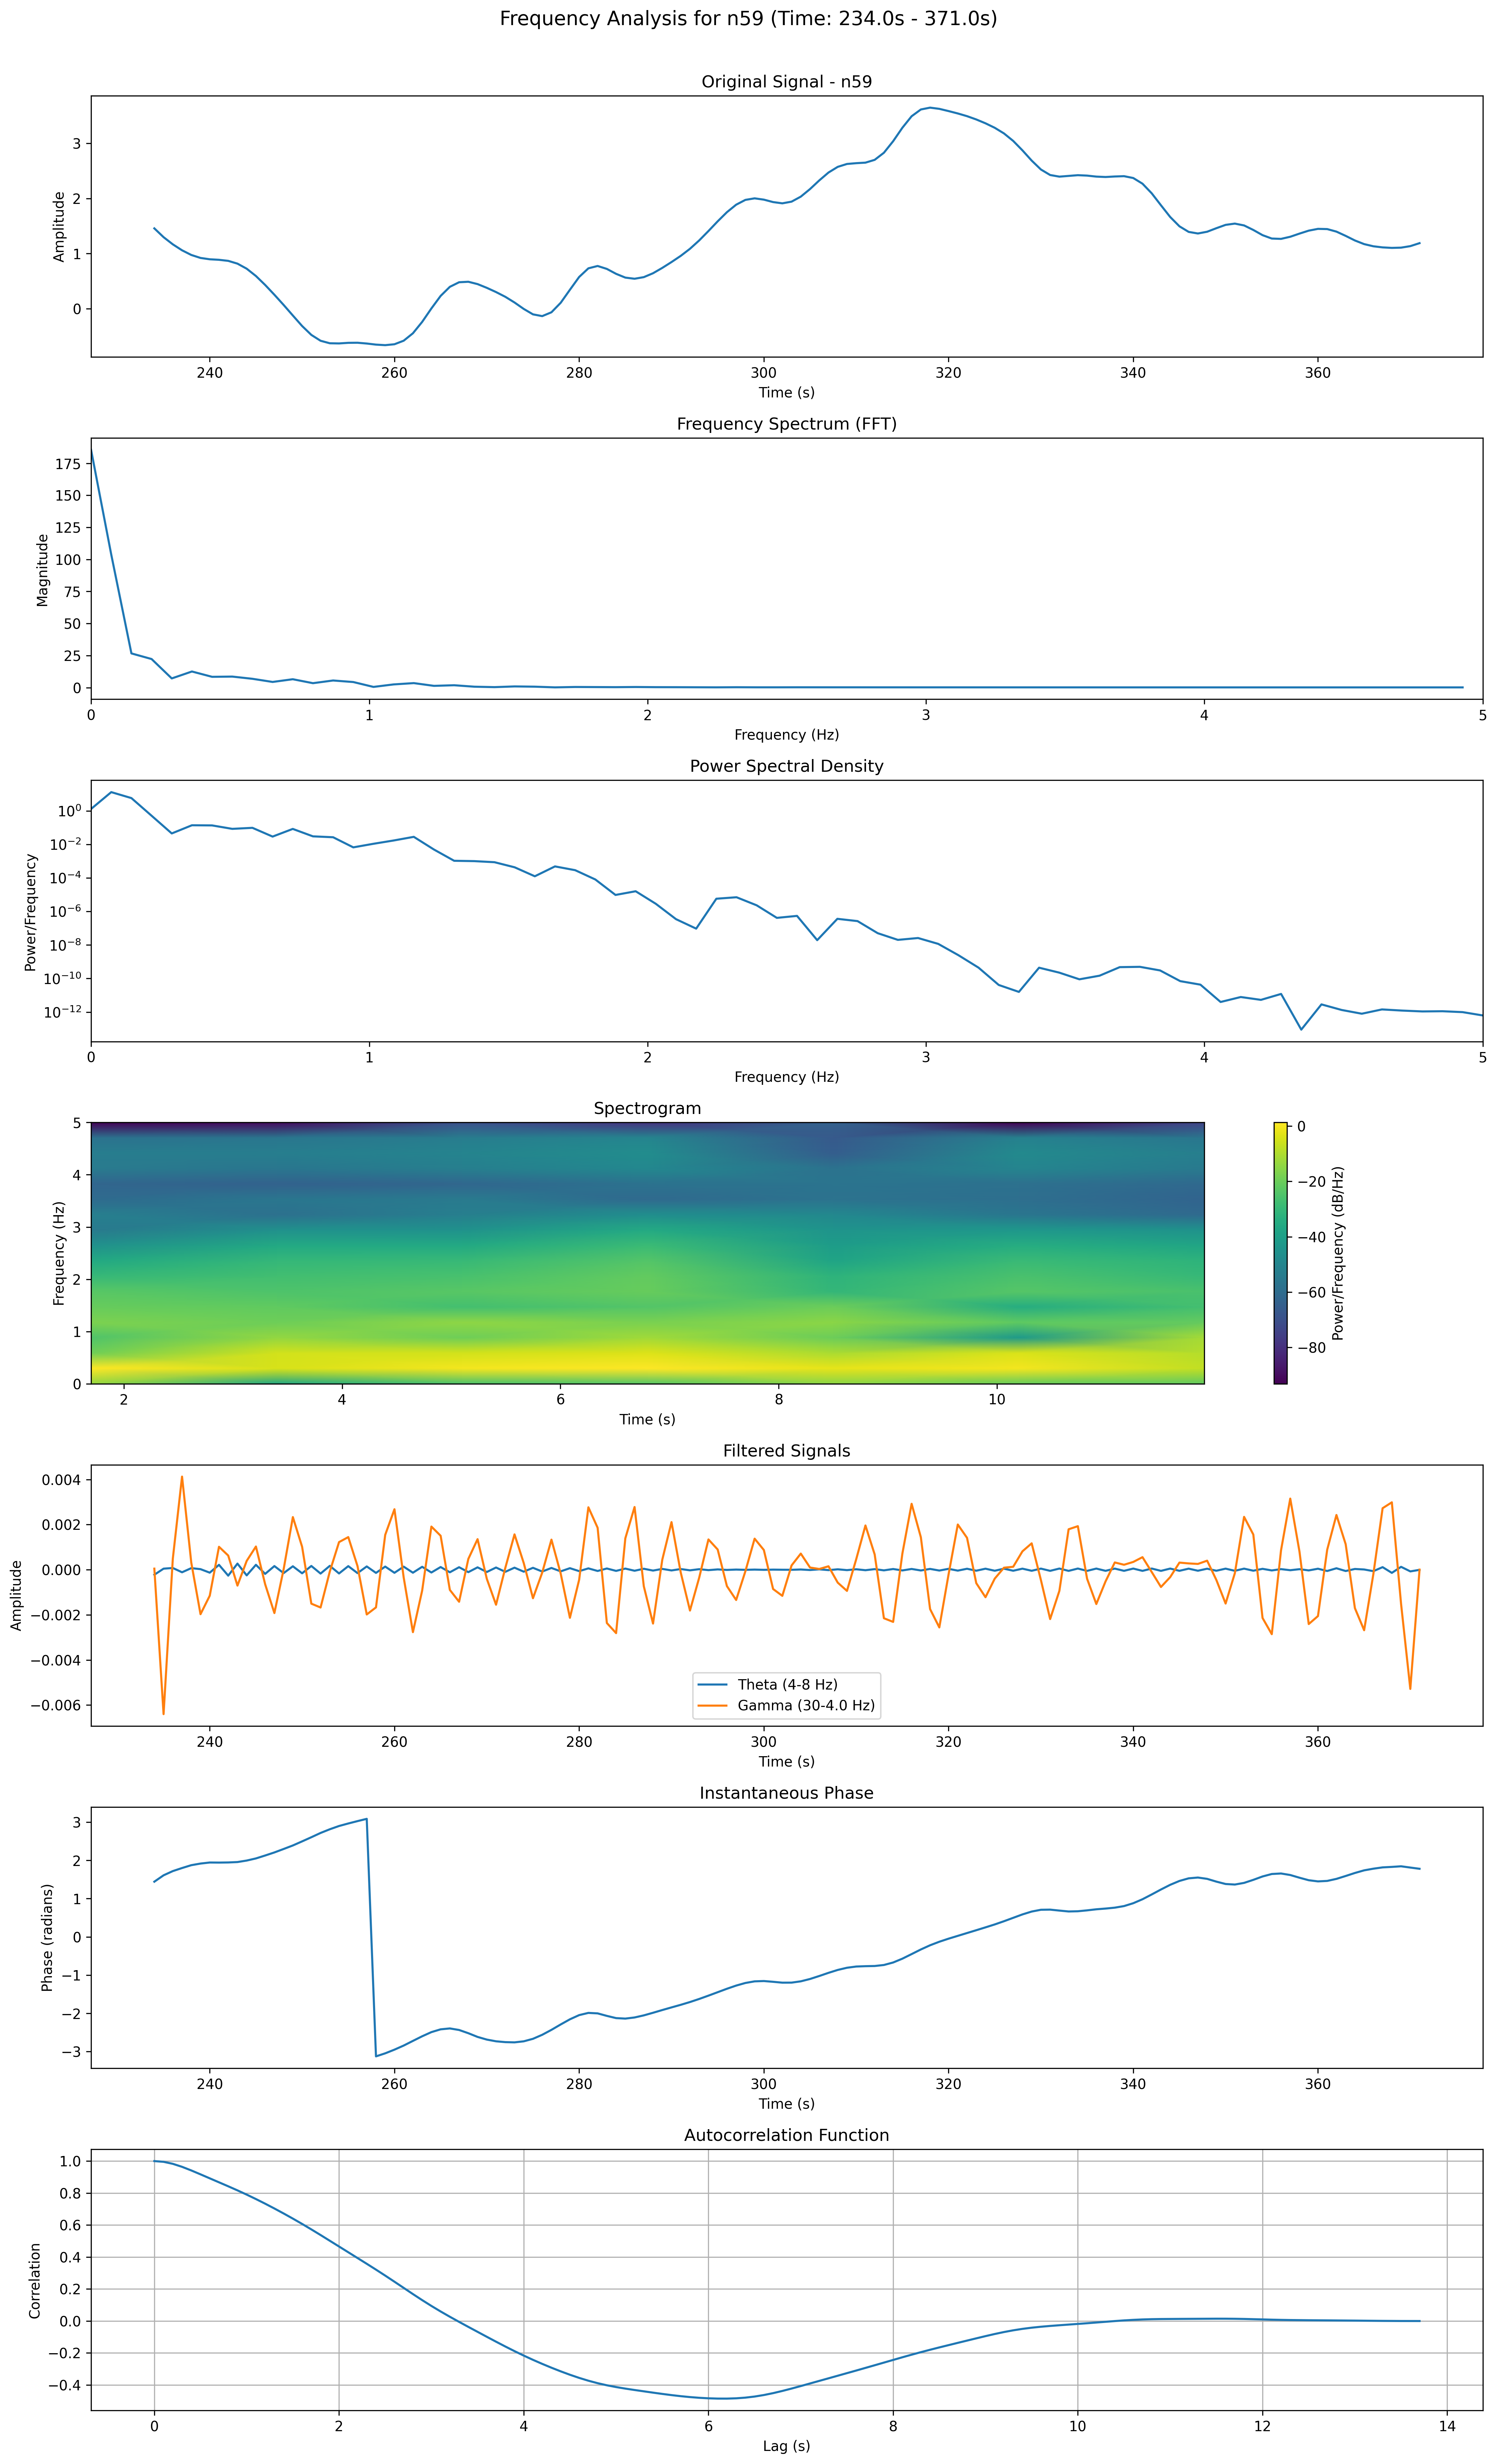 Frequency Analysis for n59 (Time: 234.0s - 371.0s)
Original Signal - n59
Amplitude
3
2
1
0
240 260 280 300 320 340 360
Time (s)
Frequency Spectrum (FFT)
Magnitude
175
150
125
100
75
50
25
0
0 1 2 3 4 5
Frequency (Hz)
Power Spectral Density
Power/Frequency
10⁰
10⁻²
10⁻⁴
10⁻⁶
10⁻⁸
10⁻¹⁰
10⁻¹²
0 1 2 3 4 5
Frequency (Hz)
Spectrogram
Frequency (Hz)
5
4
3
2
1
0
2 4 6 8 10
Time (s)
0
−20
−40
−60
−80
Power/Frequency (dB/Hz)
Filtered Signals
Amplitude
0.004
0.002
0.000
−0.002
−0.004
−0.006
Theta (4-8 Hz)
Gamma (30-4.0 Hz)
240 260 280 300 320 340 360
Time (s)
Instantaneous Phase
Phase (radians)
3
2
1
0
−1
−2
−3
240 260 280 300 320 340 360
Time (s)
Autocorrelation Function
Correlation
1.0
0.8
0.6
0.4
0.2
0.0
−0.2
−0.4
0 2 4 6 8 10 12 14
Lag (s)